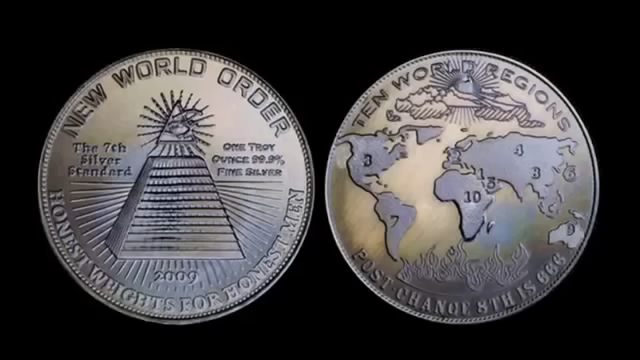 NEW WORLD ORDER
The 7th
Silver
Standard
ONE TROY
OUNCE 99.9%
FINE SILVER
2009
HONEST WEIGHTS FOR HONEST MEN
TEN WORLD REGIONS
3
4
10
8
7
9
POST CHANGE 8TH IS 666